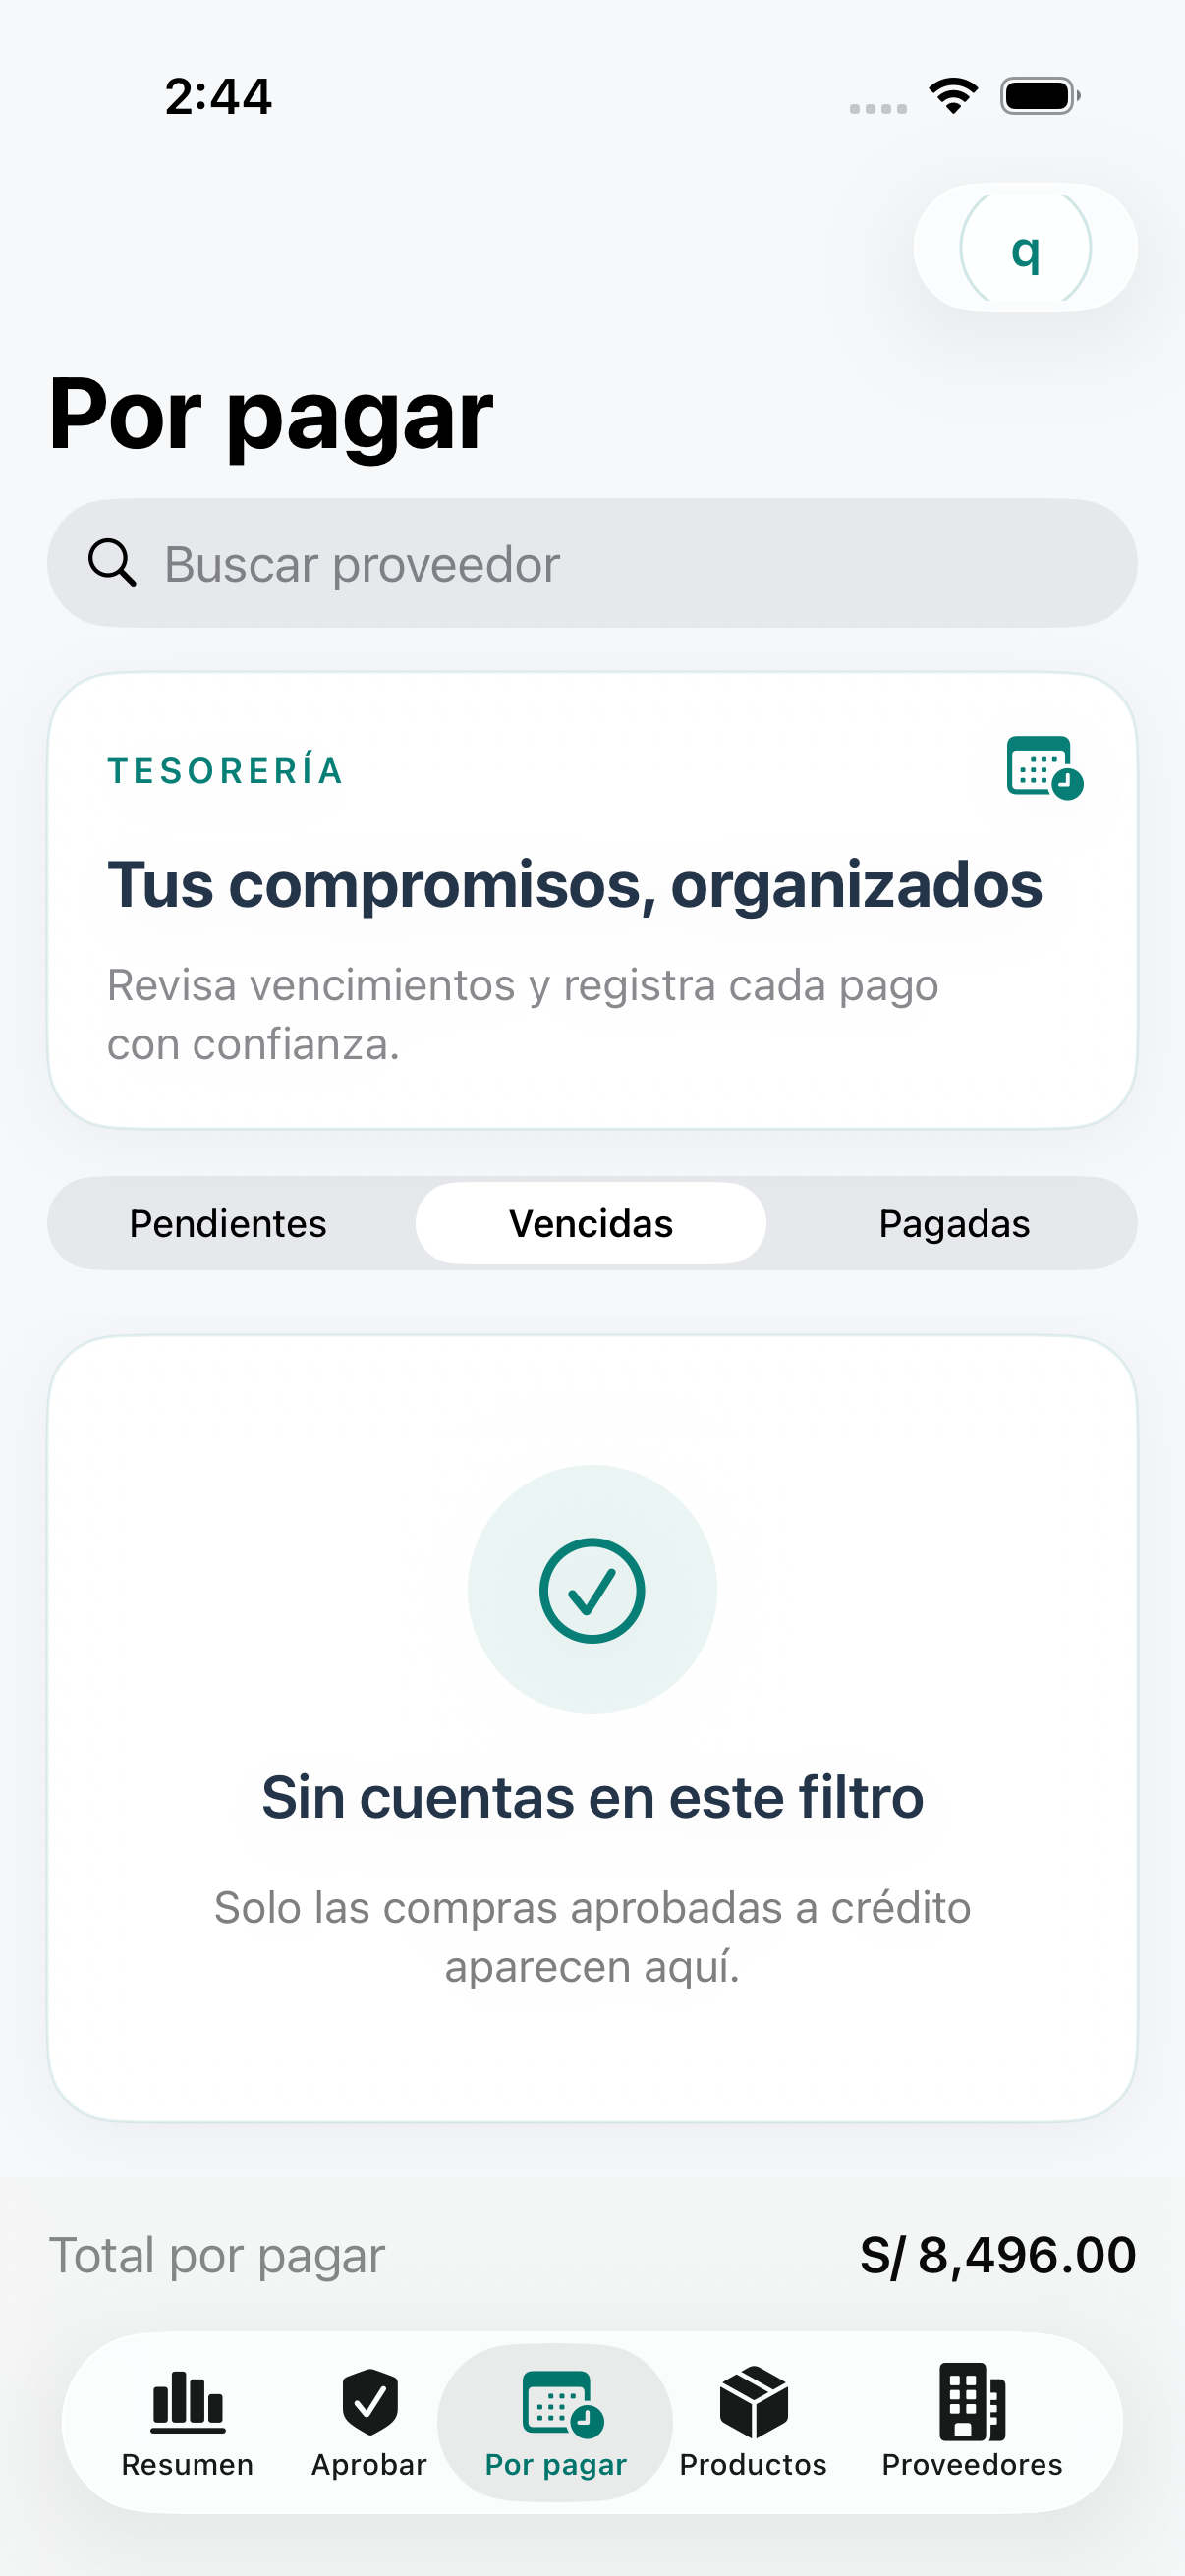 2:44
q
Por pagar
Buscar proveedor
TESORERÍA
Tus compromisos, organizados
Revisa vencimientos y registra cada pago
con confianza.
Pendientes Vencidas Pagadas
Sin cuentas en este filtro
Solo las compras aprobadas a crédito
aparecen aquí.
Total por pagar S/ 8,496.00
Resumen Aprobar Por pagar Productos Proveedores